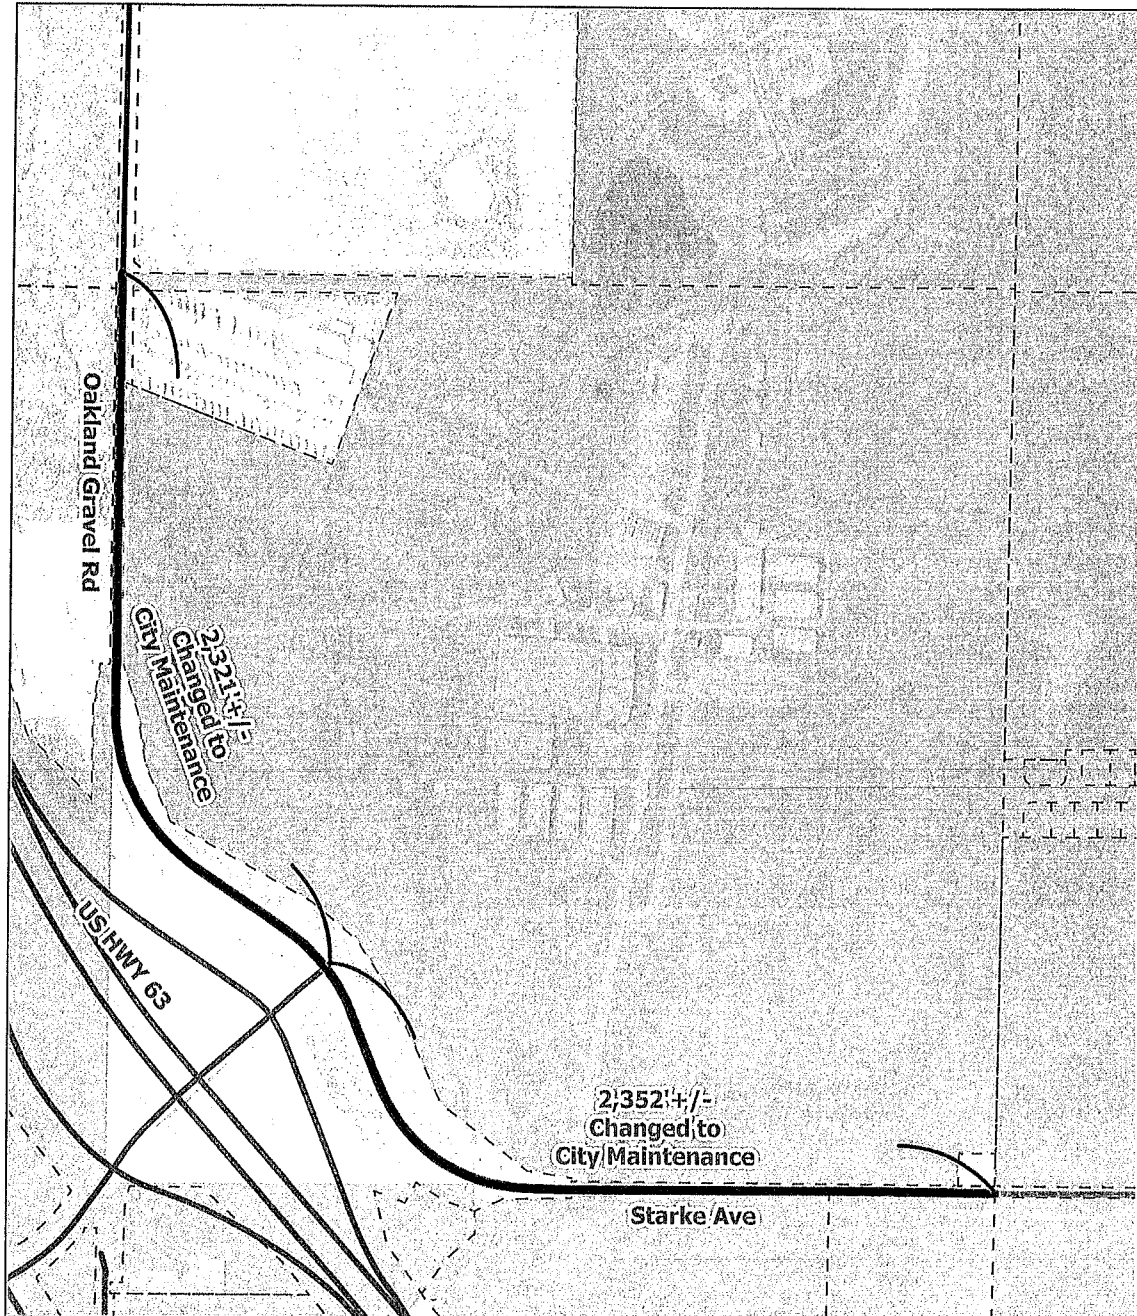 Oakland Gravel Rd
2,321'+/-
Changed to
City Maintenance
US HWY 63
2,352'+/-
Changed to
City Maintenance
Starke Ave